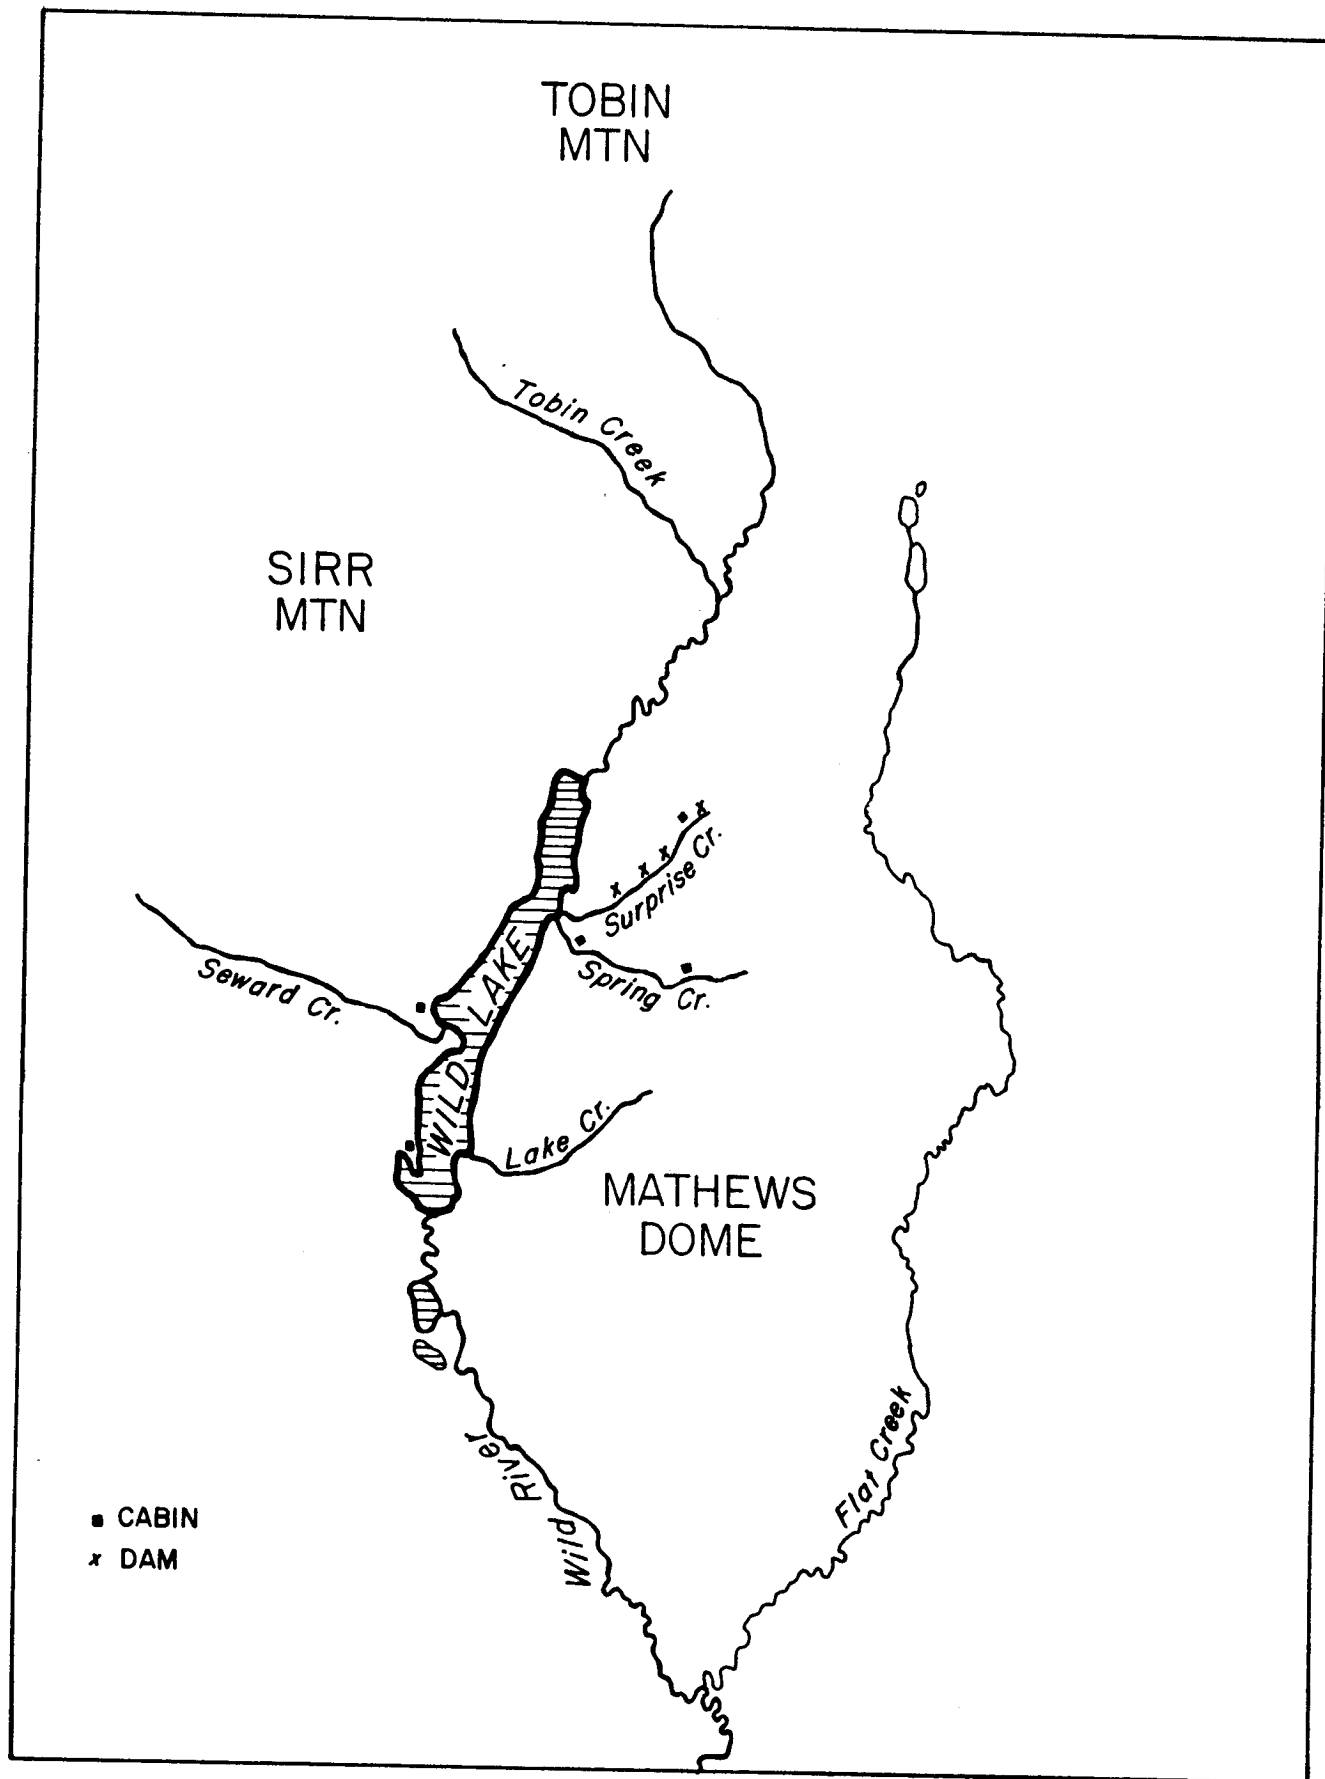 TOBIN
MTN
Tobin Creek
SIRR
MTN
Surprise Cr.
Spring Cr.
Seward Cr.
WILD LAKE
Lake Cr.
MATHEWS
DOME
Wild River
Flat Creek
CABIN
x DAM